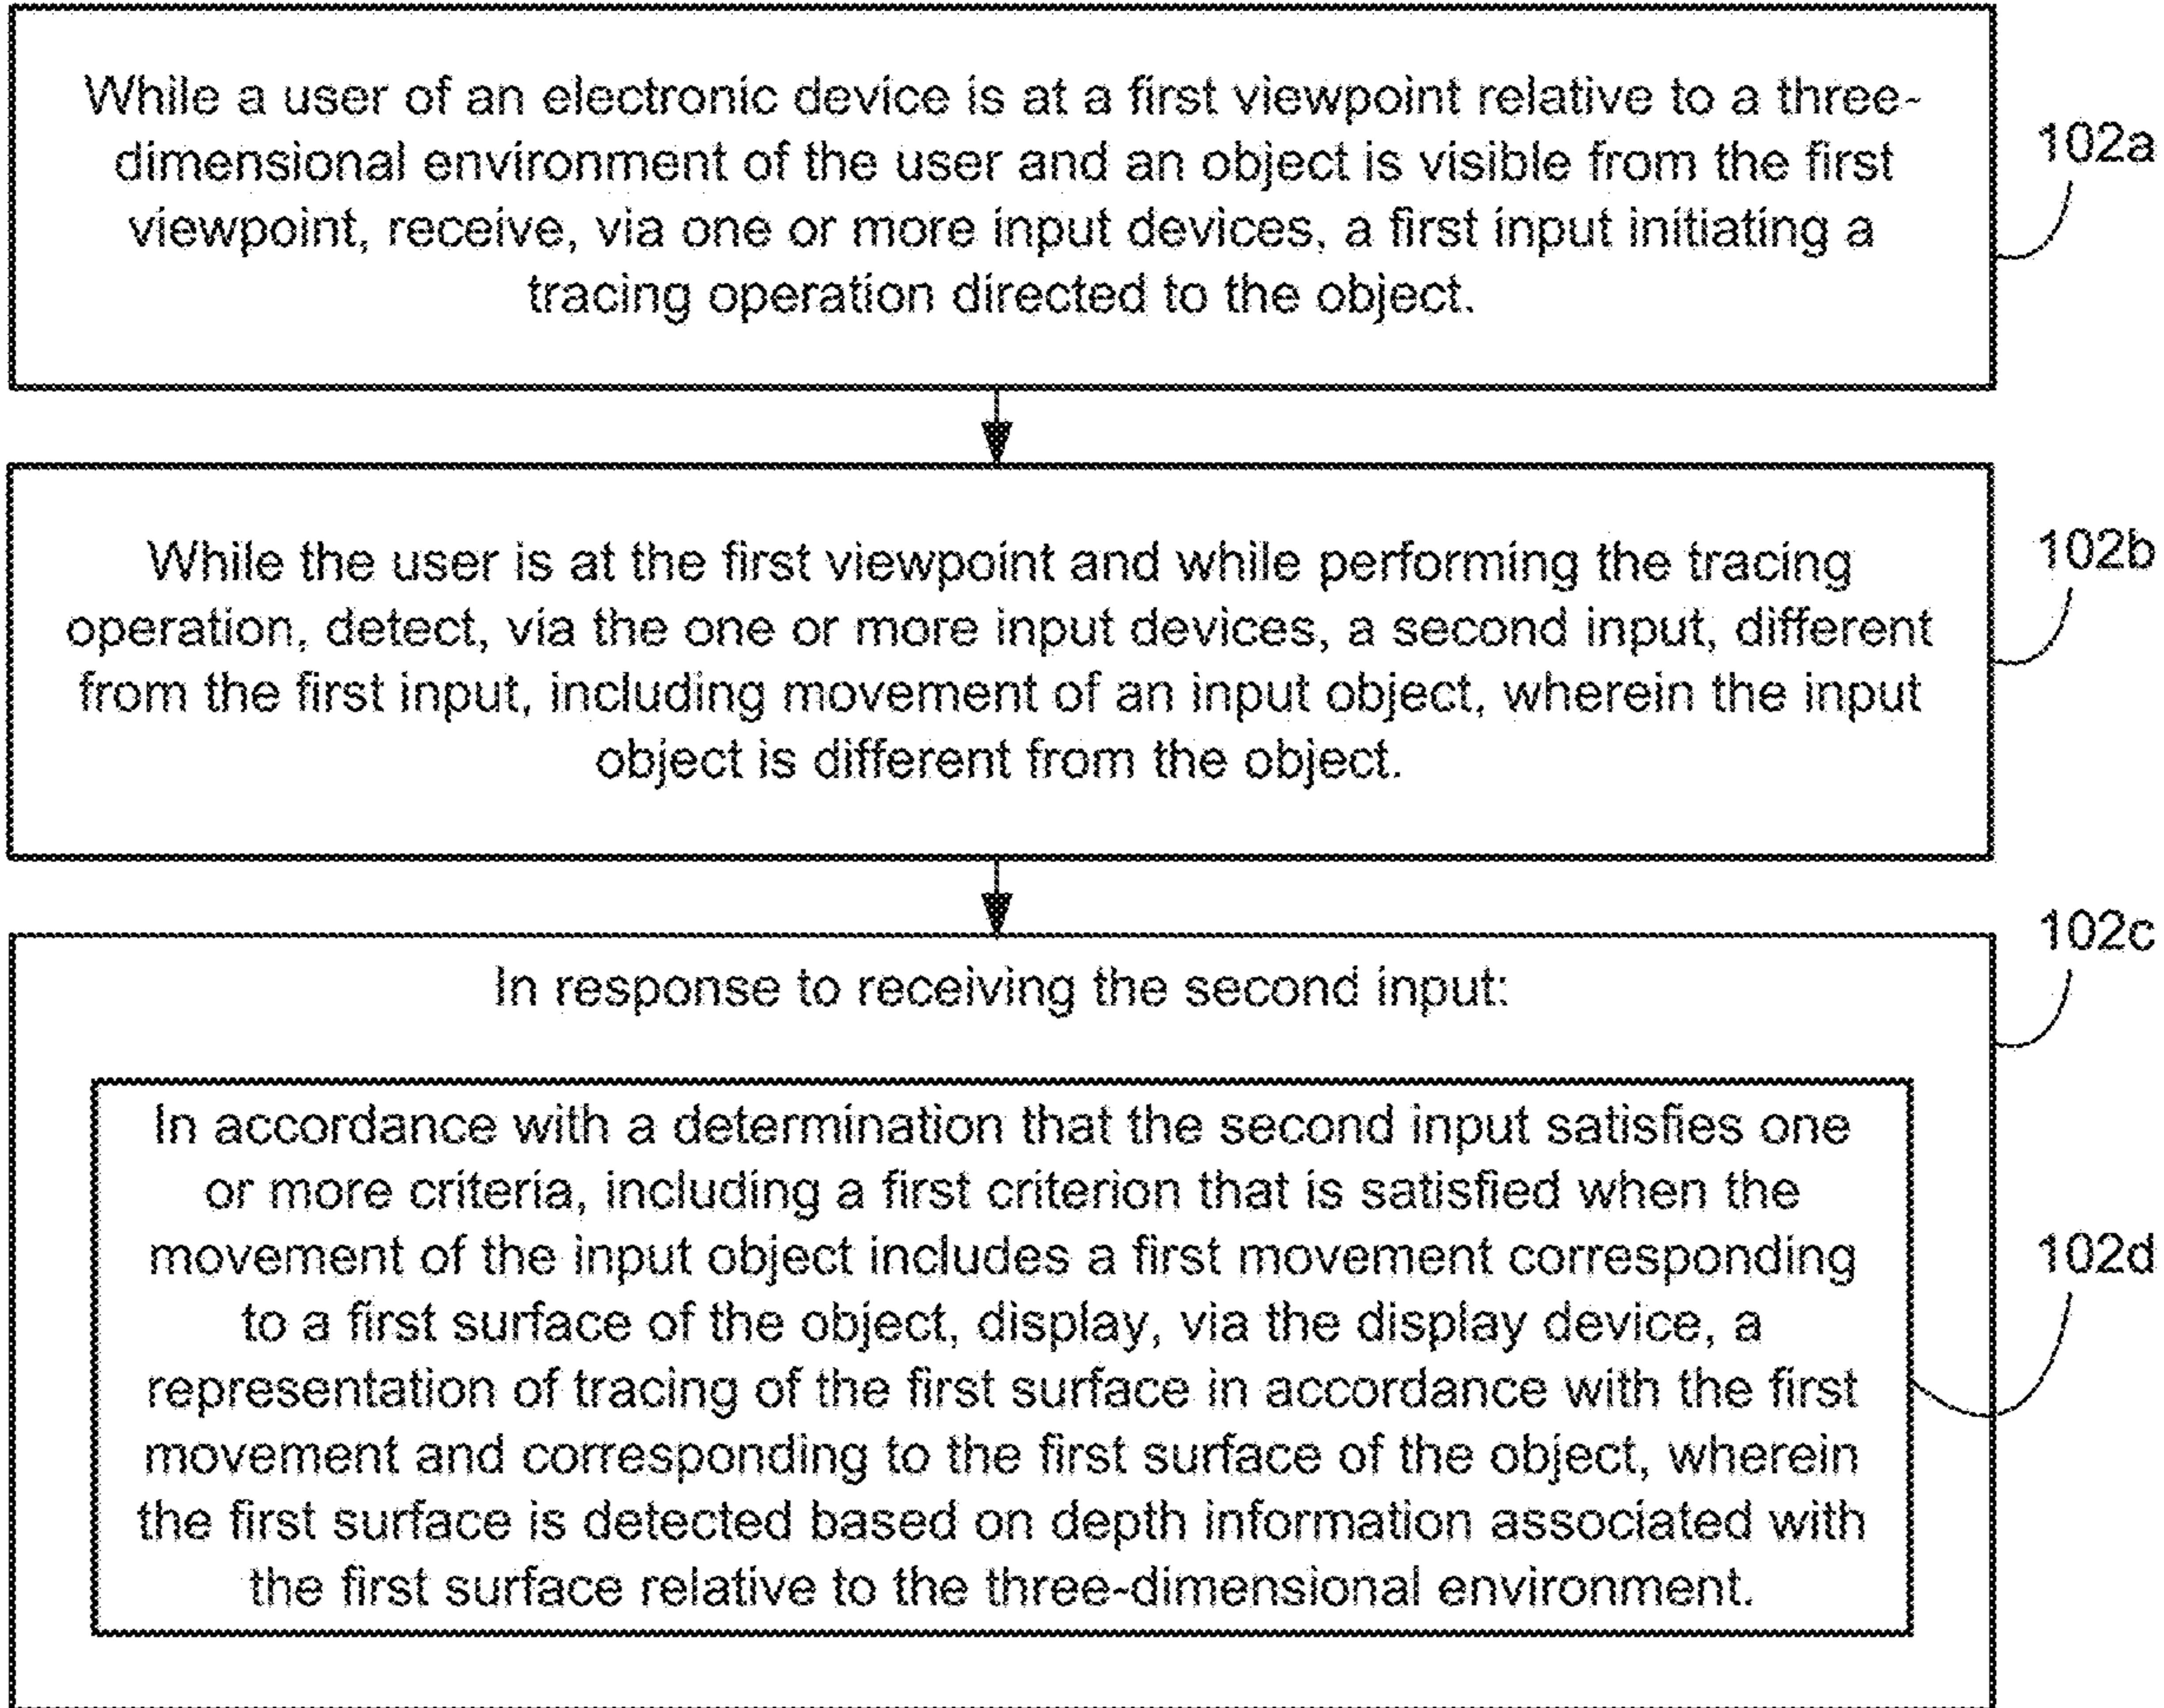 While a user of an electronic device is at a first viewpoint relative to a three-
dimensional environment of the user and an object is visible from the first
viewpoint, receive, via one or more input devices, a first input initiating a
tracing operation directed to the object.
102a
While the user is at the first viewpoint and while performing the tracing
operation, detect, via the one or more input devices, a second input, different
from the first input, including movement of an input object, wherein the input
object is different from the object.
102b
In response to receiving the second input:
102c
In accordance with a determination that the second input satisfies one
or more criteria, including a first criterion that is satisfied when the
movement of the input object includes a first movement corresponding
to a first surface of the object, display, via the display device, a
representation of tracing of the first surface in accordance with the first
movement and corresponding to the first surface of the object, wherein
the first surface is detected based on depth information associated with
the first surface relative to the three-dimensional environment.
102d